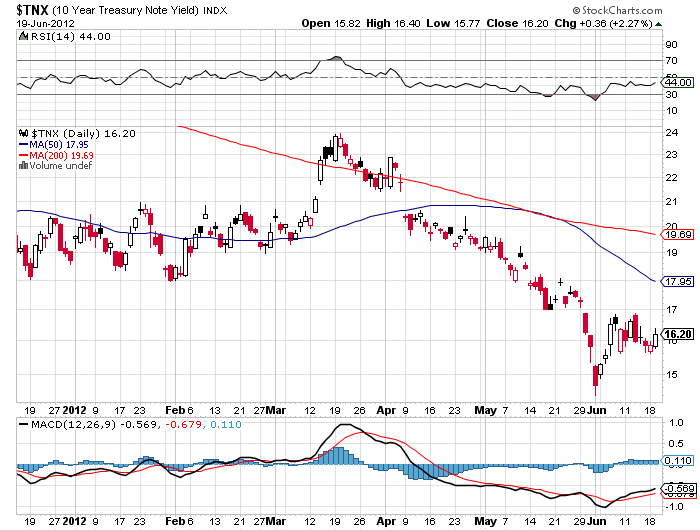 $TNX (10 Year Treasury Note Yield) INDX © StockCharts.com
19-Jun-2012 Open 15.82 High 16.40 Low 15.77 Close 16.20 Chg +0.36 (+2.27%)
RSI(14) 44.00
90
70
50
44.00
30
10
$TNX (Daily) 16.20
MA(50) 17.95
MA(200) 19.69
Volume undef
24
23
22
21
20
19.69
19
17.95
17
16.20
15
19 27 2012 9 17 23 Feb 6 13 21 27 Mar 12 19 26 Apr 9 16 23 May 7 14 21 29 Jun 11 18
MACD(12,26,9) -0.569, -0.679, 0.110
1.0
0.5
0.110
-0.569
-1.0
19 27 2012 9 17 23 Feb 6 13 21 27 Mar 12 19 26 Apr 9 16 23 May 7 14 21 29 Jun 11 18